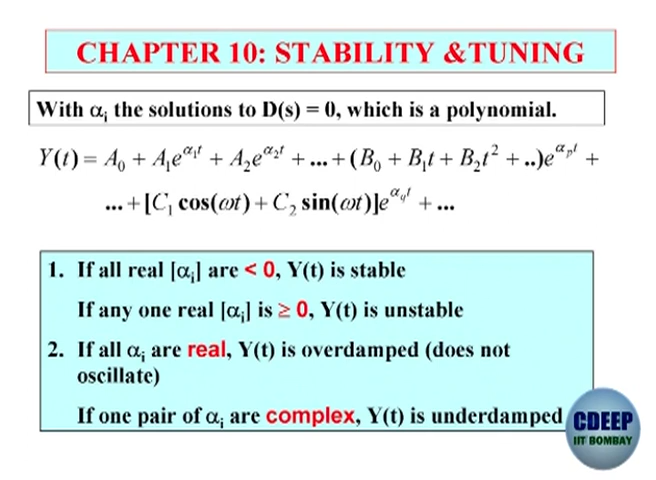 CHAPTER 10: STABILITY &TUNING
With αi the solutions to D(s) = 0, which is a polynomial.
Y(t) = A₀ + A₁e^{α₁t} + A₂e^{α₂t} + ... + (B₀ + B₁t + B₂t² + ..)e^{αₚt} +
... + [C₁ cos(ωt) + C₂ sin(ωt)]e^{α_q t} + ...
1. If all real [αi] are < 0, Y(t) is stable
If any one real [αi] is ≥ 0, Y(t) is unstable
2. If all αi are real, Y(t) is overdamped (does not
oscillate)
If one pair of αi are complex, Y(t) is underdamped
CDEEP
IIT BOMBAY